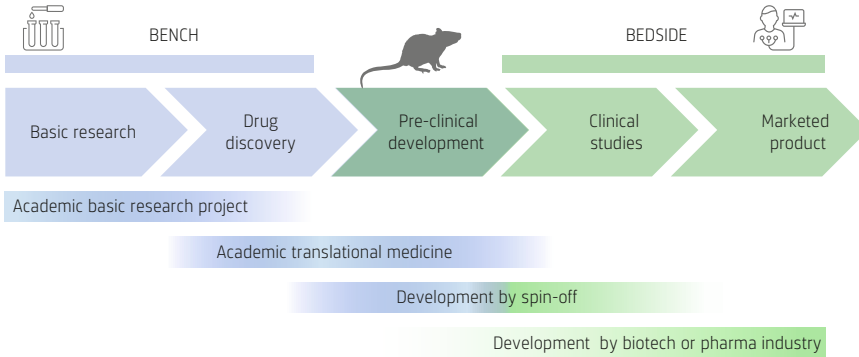 BENCH
BEDSIDE
Basic research
Drug
discovery
Pre-clinical
development
Clinical
studies
Marketed
product
Academic basic research project
Academic translational medicine
Development by spin-off
Development by biotech or pharma industry